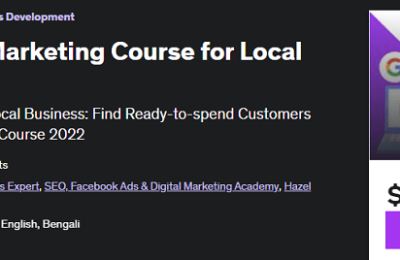 s Development
Marketing Course for Local
ocal Business: Find Ready-to-spend Customers
Course 2022
ts
s Expert, SEO, Facebook Ads & Digital Marketing Academy, Hazel
English, Bengali
G
$